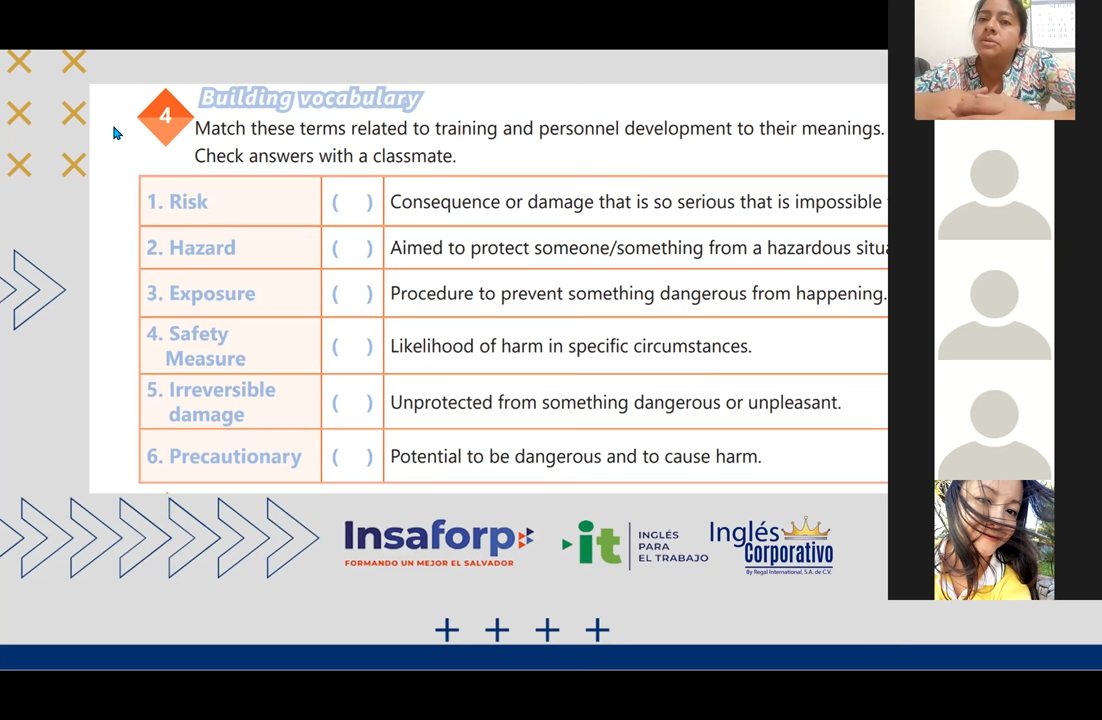 4
Building vocabulary
Match these terms related to training and personnel development to their meanings.
Check answers with a classmate.
1. Risk ( ) Consequence or damage that is so serious that is impossible
2. Hazard ( ) Aimed to protect someone/something from a hazardous situa
3. Exposure ( ) Procedure to prevent something dangerous from happening.
4. Safety
Measure ( ) Likelihood of harm in specific circumstances.
5. Irreversible
damage ( ) Unprotected from something dangerous or unpleasant.
6. Precautionary ( ) Potential to be dangerous and to cause harm.
Insaforp
FORMANDO UN MEJOR EL SALVADOR
it
INGLÉS
PARA
EL TRABAJO
Inglés
Corporativo
By Regal International, S.A. de C.V.